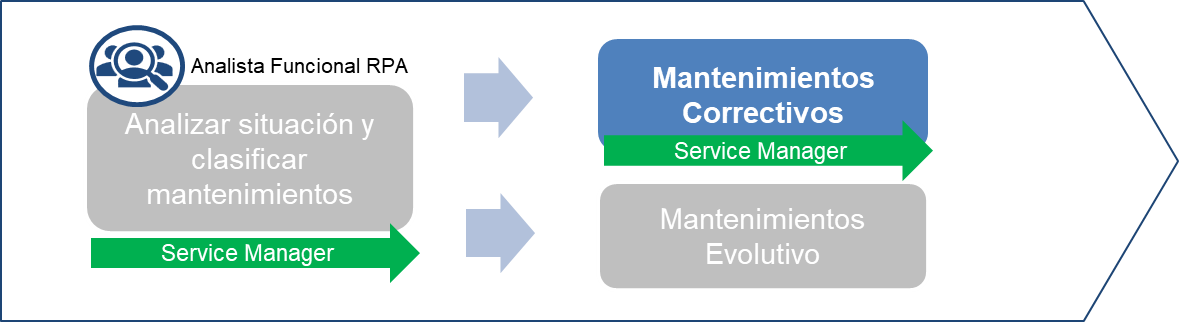 Analista Funcional RPA
Analizar situación y
clasificar
mantenimientos
Service Manager
Mantenimientos
Correctivos
Service Manager
Mantenimientos
Evolutivo